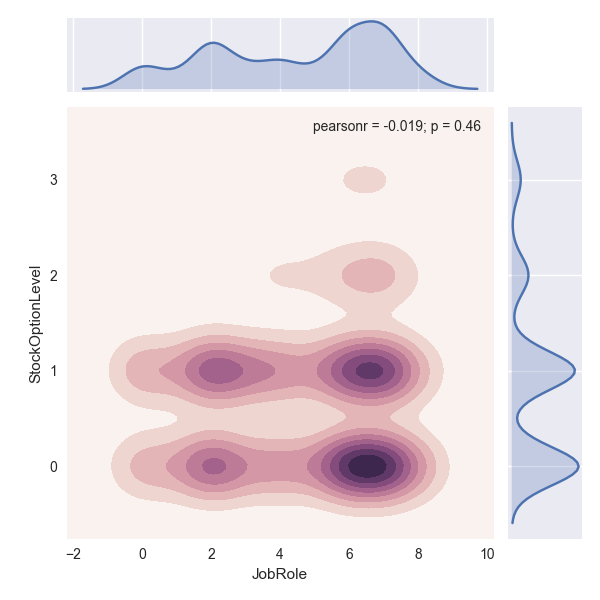 pearsonr = -0.019; p = 0.46
3
2
1
0
StockOptionLevel
−2 0 2 4 6 8 10
JobRole